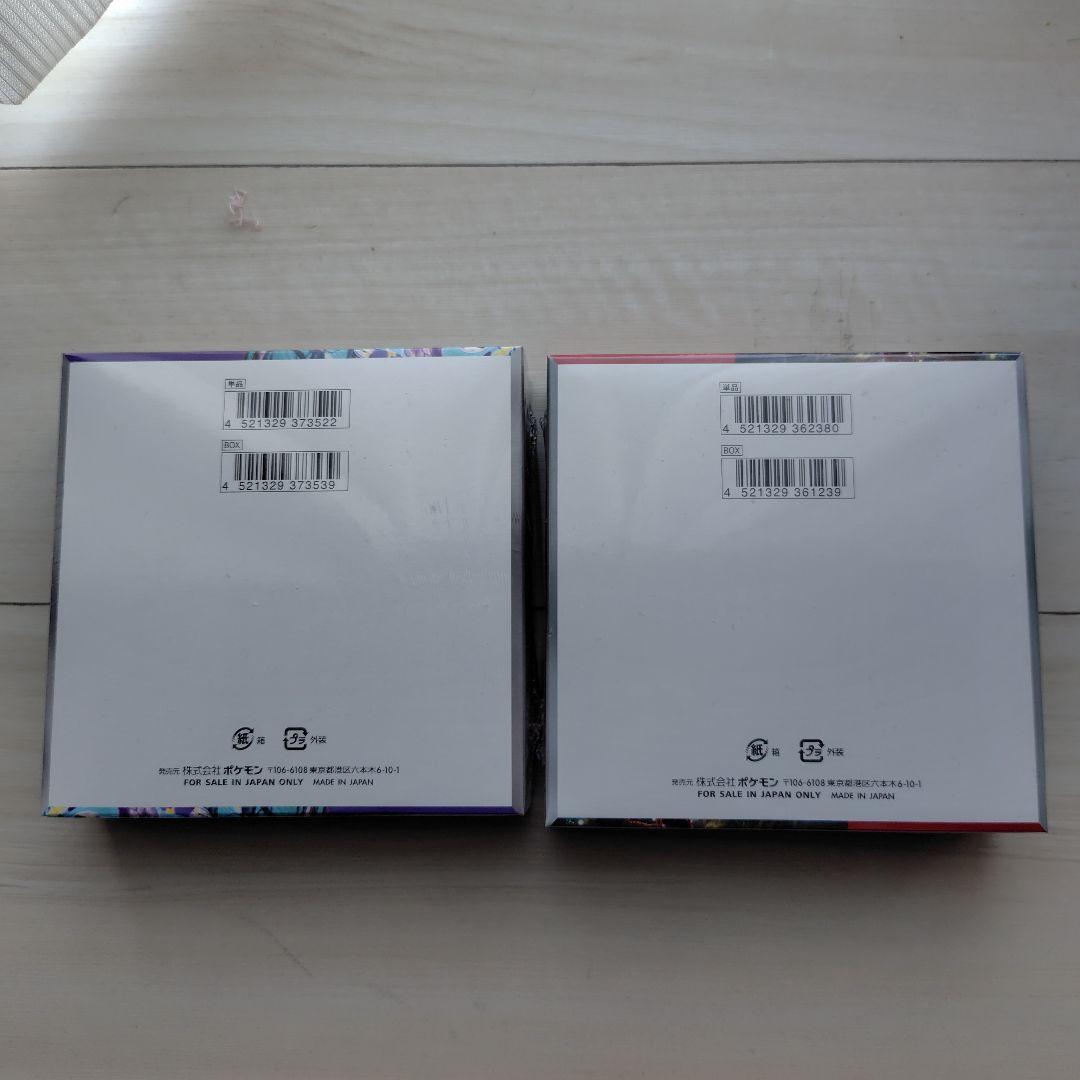 単品
4 521329 373522
BOX
4 521329 373539
紙 箱 プラ 外装
発売元 株式会社 ポケモン 〒106-6108 東京都港区六本木6-10-1
FOR SALE IN JAPAN ONLY MADE IN JAPAN
単品
4 521329 362380
BOX
4 521329 361239
紙 箱 プラ 外装
発売元 株式会社 ポケモン 〒106-6108 東京都港区六本木6-10-1
FOR SALE IN JAPAN ONLY MADE IN JAPAN